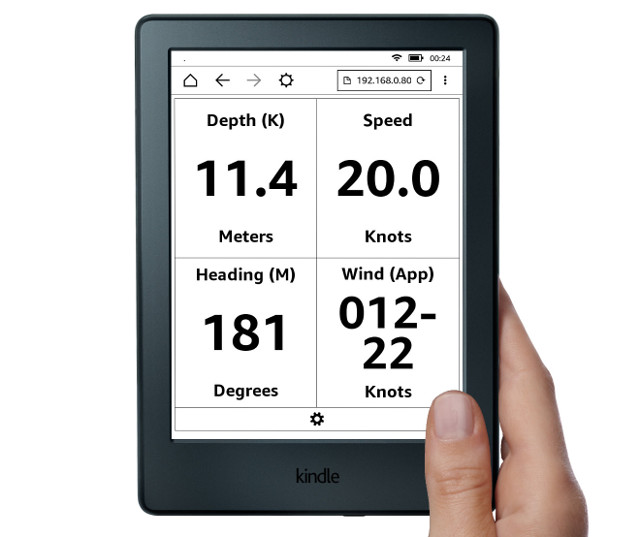 00:24
192.168.0.80
Depth (K)
11.4
Meters
Speed
20.0
Knots
Heading (M)
181
Degrees
Wind (App)
012-
22
Knots
kindle